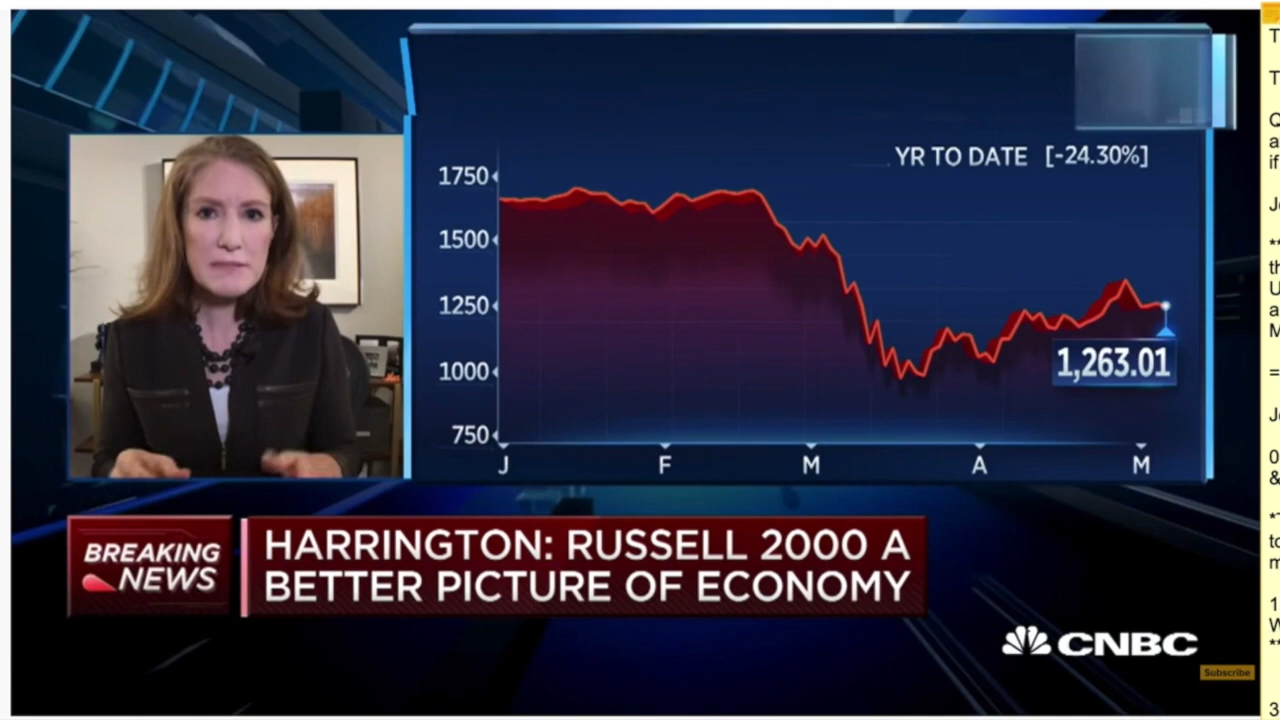 YR TO DATE [-24.30%]
1750
1500
1250
1000
750
1,263.01
J F M A M
BREAKING
NEWS
HARRINGTON: RUSSELL 2000 A
BETTER PICTURE OF ECONOMY
CNBC
Subscribe